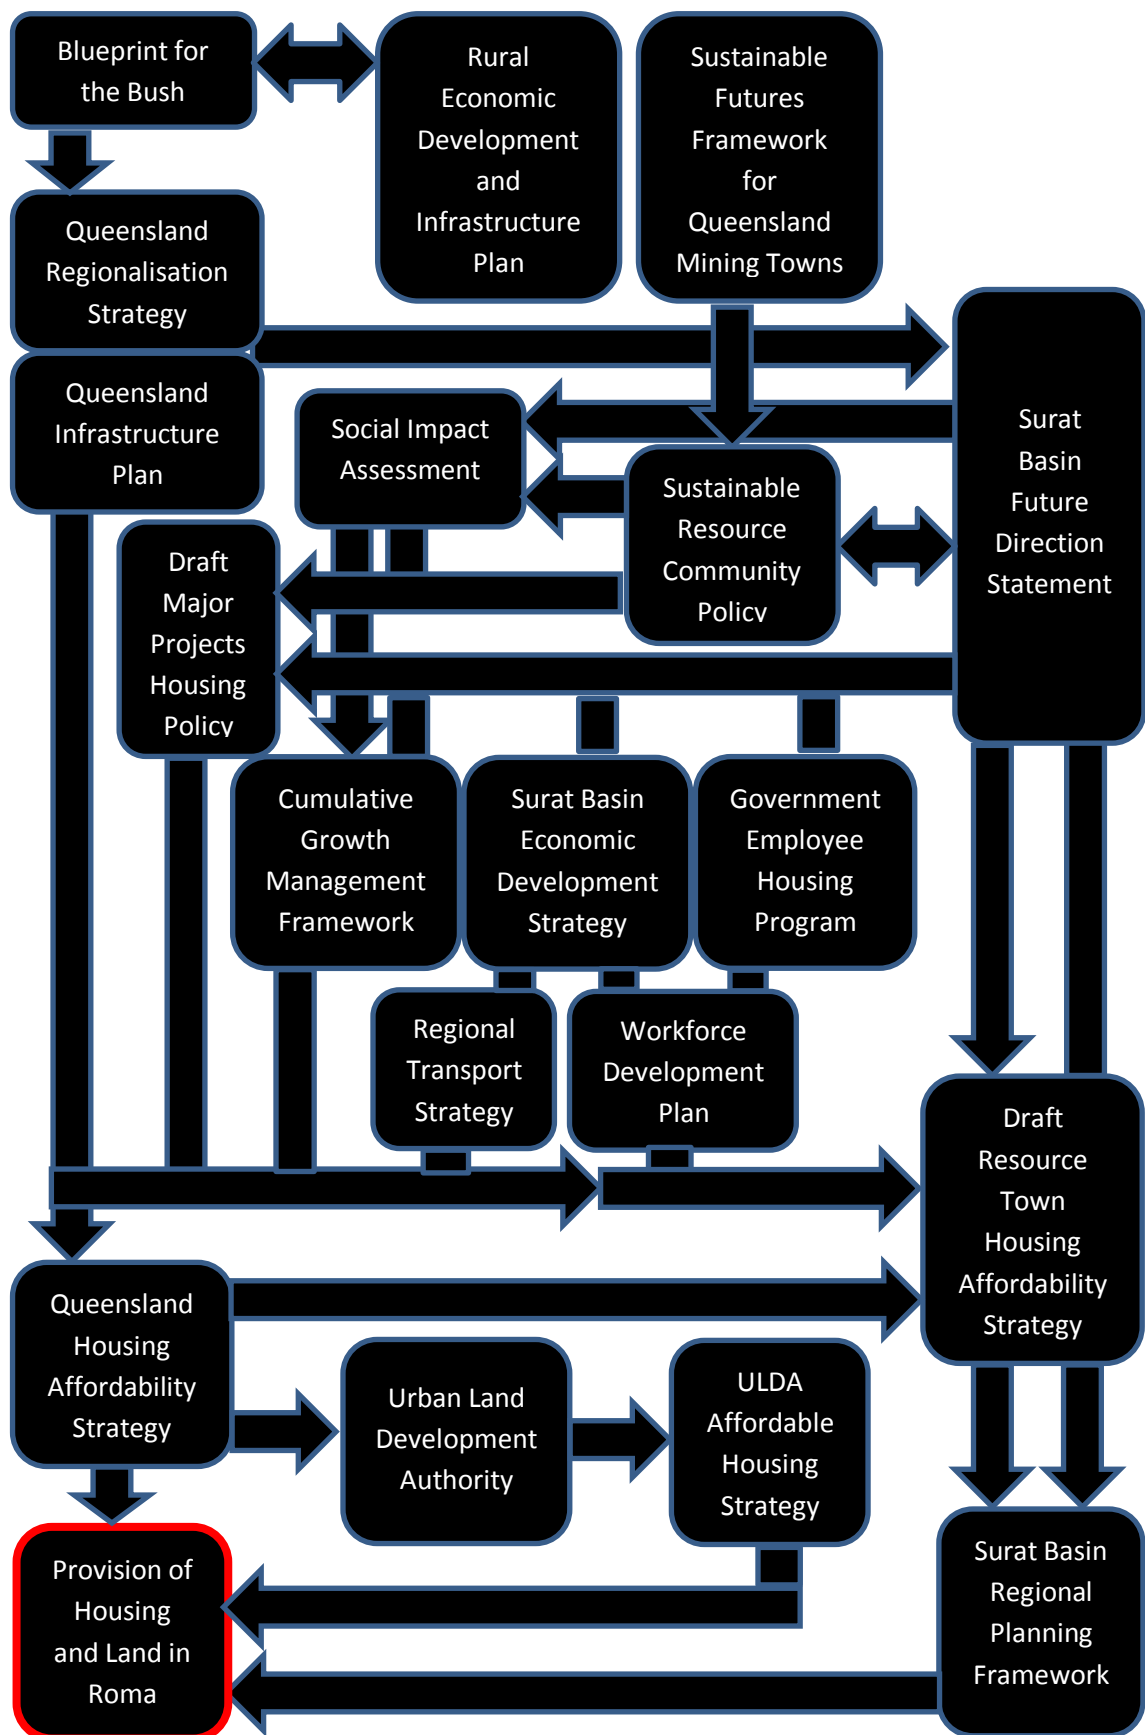 Blueprint for
the Bush
Rural
Economic
Development
and
Infrastructure
Plan
Sustainable
Futures
Framework
for
Queensland
Mining Towns
Queensland
Regionalisation
Strategy
Queensland
Infrastructure
Plan
Social Impact
Assessment
Sustainable
Resource
Community
Policy
Surat
Basin
Future
Direction
Statement
Draft
Major
Projects
Housing
Policy
Cumulative
Growth
Management
Framework
Surat Basin
Economic
Development
Strategy
Government
Employee
Housing
Program
Regional
Transport
Strategy
Workforce
Development
Plan
Draft
Resource
Town
Housing
Affordability
Strategy
Queensland
Housing
Affordability
Strategy
Urban Land
Development
Authority
ULDA
Affordable
Housing
Strategy
Provision of
Housing
and Land in
Roma
Surat Basin
Regional
Planning
Framework